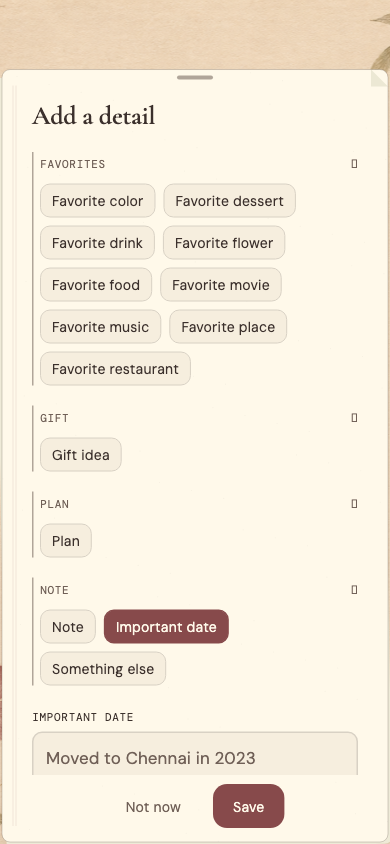 Add a detail
FAVORITES
Favorite color Favorite dessert
Favorite drink Favorite flower
Favorite food Favorite movie
Favorite music Favorite place
Favorite restaurant
GIFT
Gift idea
PLAN
Plan
NOTE
Note Important date
Something else
IMPORTANT DATE
Moved to Chennai in 2023
Not now Save